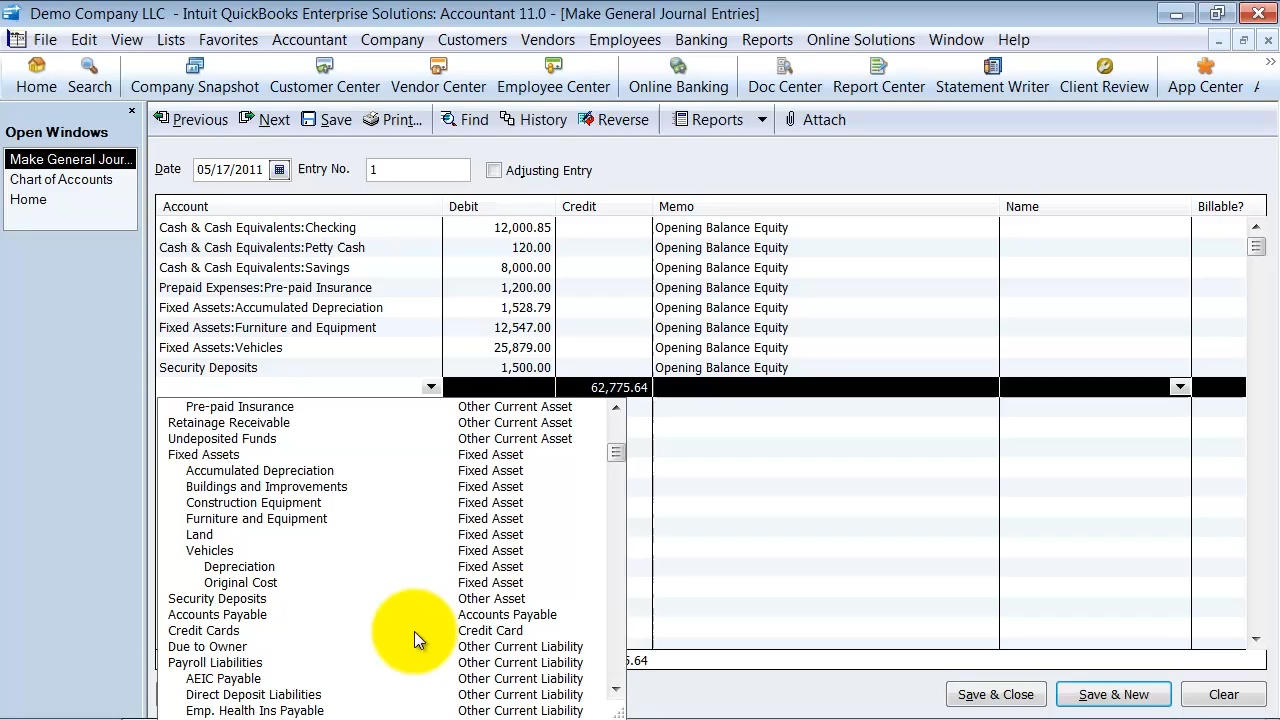 Demo Company LLC - Intuit QuickBooks Enterprise Solutions: Accountant 11.0 - [Make General Journal Entries]
File Edit View Lists Favorites Accountant Company Customers Vendors Employees Banking Reports Online Solutions Window Help
Home Search Company Snapshot Customer Center Vendor Center Employee Center Online Banking Doc Center Report Center Statement Writer Client Review App Center
Open Windows
Make General Jour...
Chart of Accounts
Home
Previous Next Save Print... Find History Reverse Reports Attach
Date 05/17/2011 Entry No. 1 Adjusting Entry
Account Debit Credit Memo Name Billable?
Cash & Cash Equivalents:Checking 12,000.85 Opening Balance Equity
Cash & Cash Equivalents:Petty Cash 120.00 Opening Balance Equity
Cash & Cash Equivalents:Savings 8,000.00 Opening Balance Equity
Prepaid Expenses:Pre-paid Insurance 1,200.00 Opening Balance Equity
Fixed Assets:Accumulated Depreciation 1,528.79 Opening Balance Equity
Fixed Assets:Furniture and Equipment 12,547.00 Opening Balance Equity
Fixed Assets:Vehicles 25,879.00 Opening Balance Equity
Security Deposits 1,500.00 Opening Balance Equity
62,775.64
Pre-paid Insurance Other Current Asset
Retainage Receivable Other Current Asset
Undeposited Funds Other Current Asset
Fixed Assets Fixed Asset
Accumulated Depreciation Fixed Asset
Buildings and Improvements Fixed Asset
Construction Equipment Fixed Asset
Furniture and Equipment Fixed Asset
Land Fixed Asset
Vehicles Fixed Asset
Depreciation Fixed Asset
Original Cost Fixed Asset
Security Deposits Other Asset
Accounts Payable Accounts Payable
Credit Cards Credit Card
Due to Owner Other Current Liability
Payroll Liabilities Other Current Liability
AEIC Payable Other Current Liability
Direct Deposit Liabilities Other Current Liability
Emp. Health Ins Payable Other Current Liability
5.64
Save & Close Save & New Clear